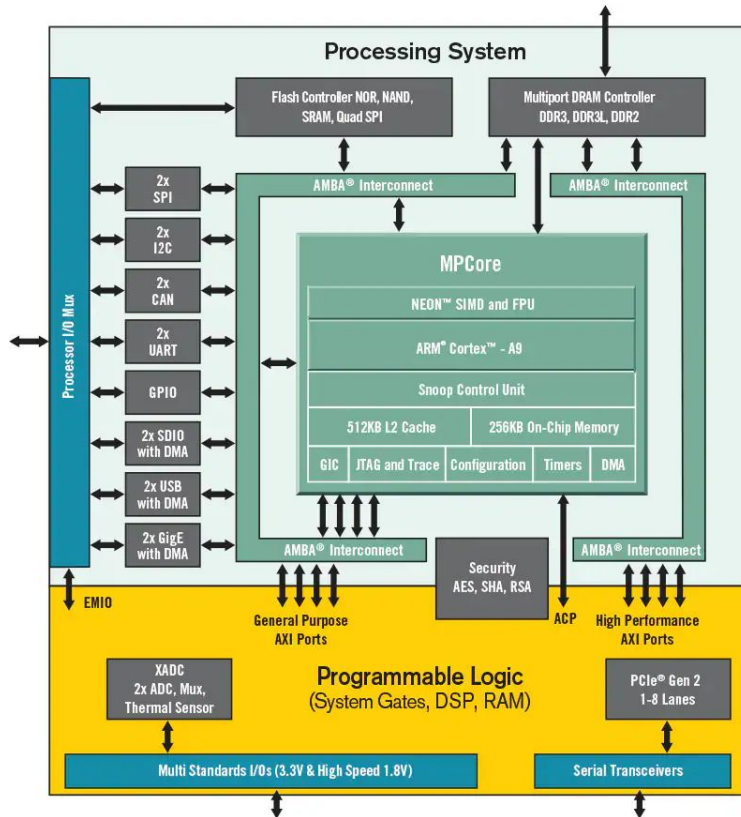 Processing System
Flash Controller NOR, NAND,
SRAM, Quad SPI
Multiport DRAM Controller
DDR3, DDR3L, DDR2
AMBA® Interconnect
AMBA® Interconnect
Processor I/O Mux
2x
SPI
2x
I2C
2x
CAN
2x
UART
GPIO
2x SDIO
with DMA
2x USB
with DMA
2x GigE
with DMA
MPCore
NEON™ SIMD and FPU
ARM® Cortex™ - A9
Snoop Control Unit
512KB L2 Cache
256KB On-Chip Memory
GIC
JTAG and Trace
Configuration
Timers
DMA
AMBA® Interconnect
AMBA® Interconnect
Security
AES, SHA, RSA
EMIO
General Purpose
AXI Ports
ACP
High Performance
AXI Ports
Programmable Logic
(System Gates, DSP, RAM)
XADC
2x ADC, Mux,
Thermal Sensor
PCIe® Gen 2
1-8 Lanes
Multi Standards I/Os (3.3V & High Speed 1.8V)
Serial Transceivers